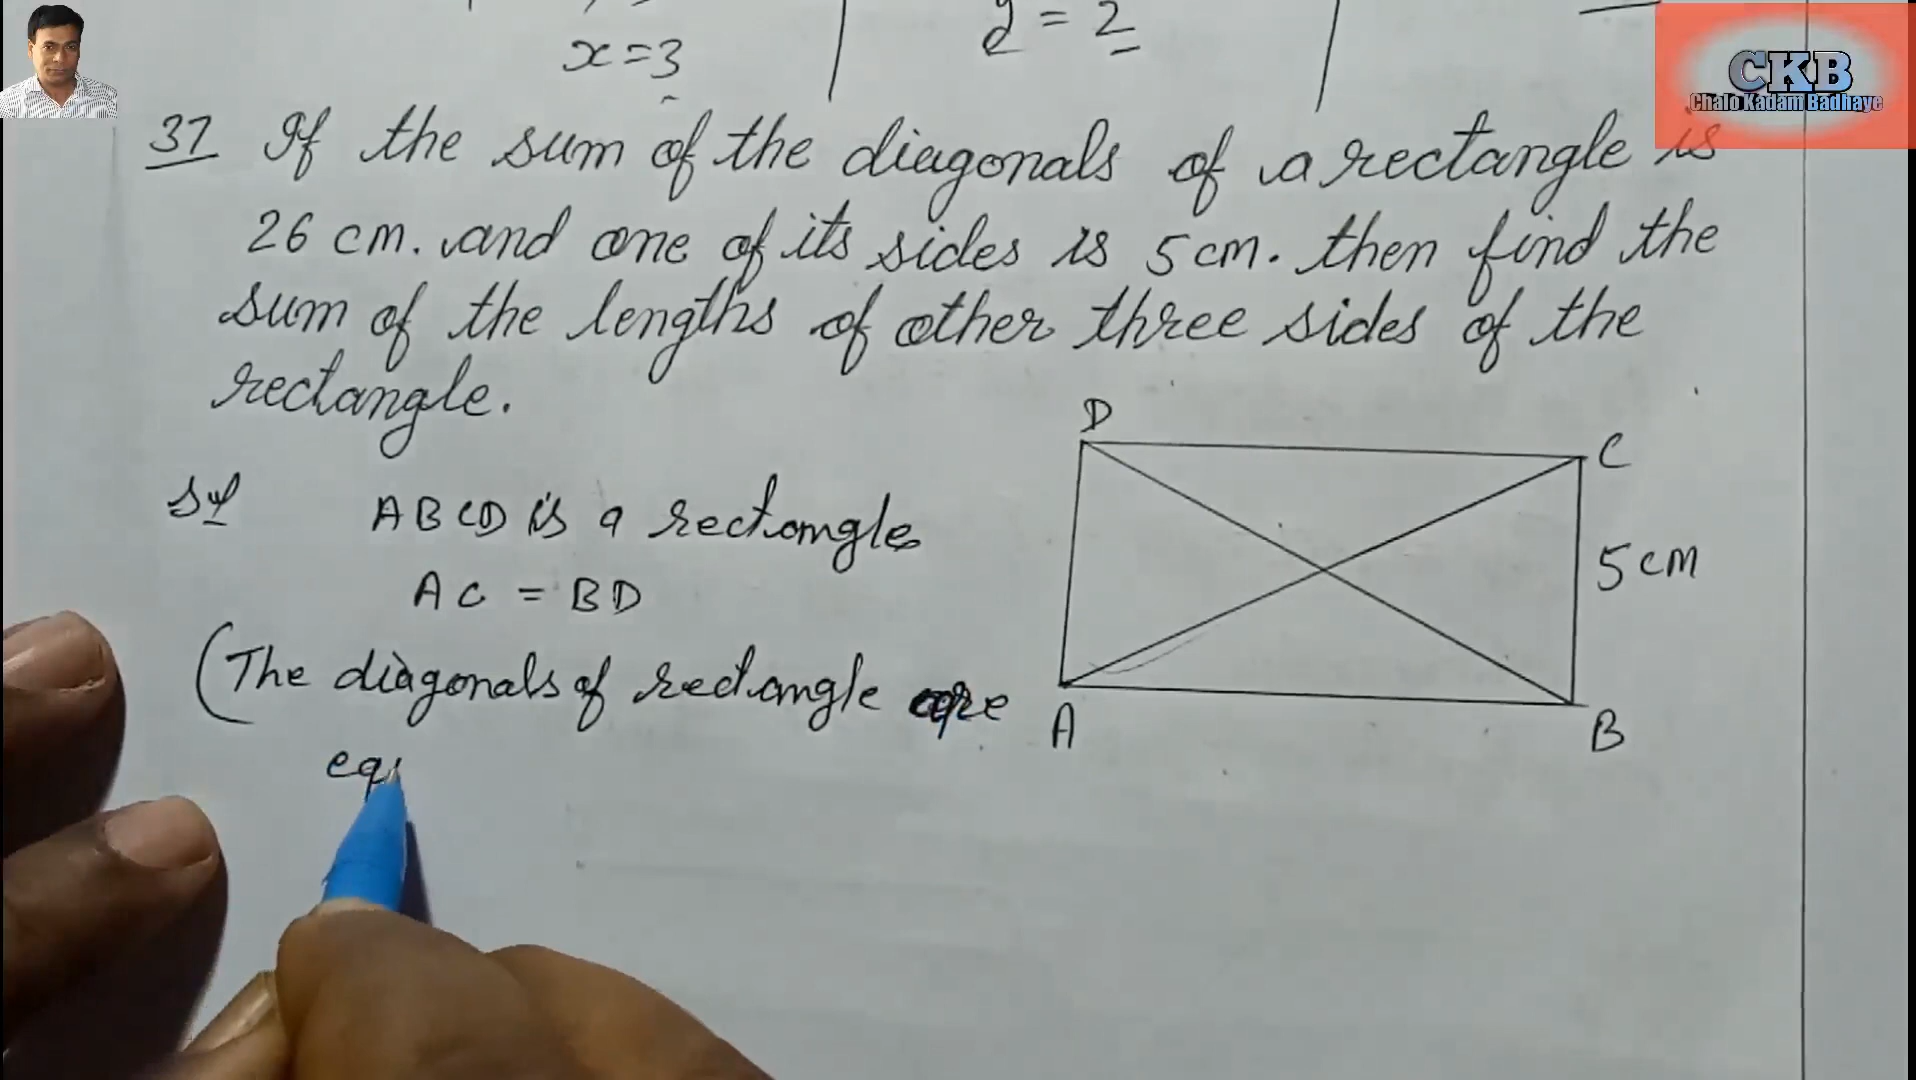 x=3
y = 2
CKB
Chalo Kadam Badhaye
37 If the sum of the diagonals of a rectangle is
26 cm. and one of its sides is 5 cm. then find the
sum of the lengths of other three sides of the
rectangle.
D
C
Sol
ABCD is a rectangle
5 cm
AC = BD
(The diagonals of rectangle are
A
B
equ